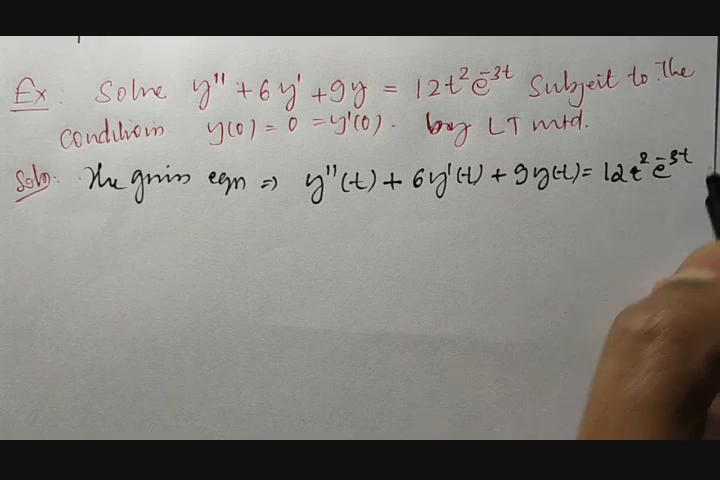 Ex: Solve y'' + 6y' + 9y = 12t²e⁻³ᵗ Subject to the
conditions y(0) = 0 = y'(0). by LT mtd.
Soln: The given eqn ⇒ y''(t) + 6y'(t) + 9y(t) = 12t²e⁻³ᵗ